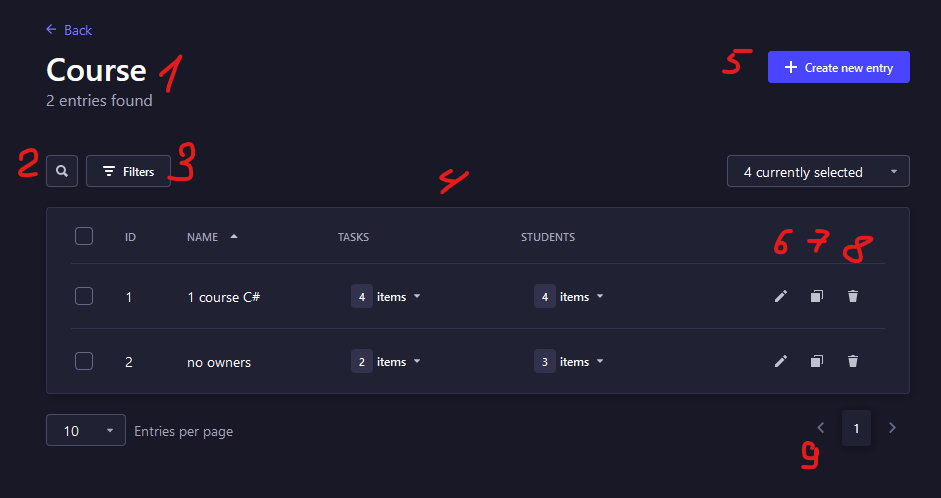 Back
Course 1
2 entries found
5 Create new entry
2 Filters 3
4
4 currently selected
ID NAME TASKS STUDENTS 6 7 8
1 1 course C# 4 items 4 items
2 no owners 2 items 3 items
10 Entries per page 1
9